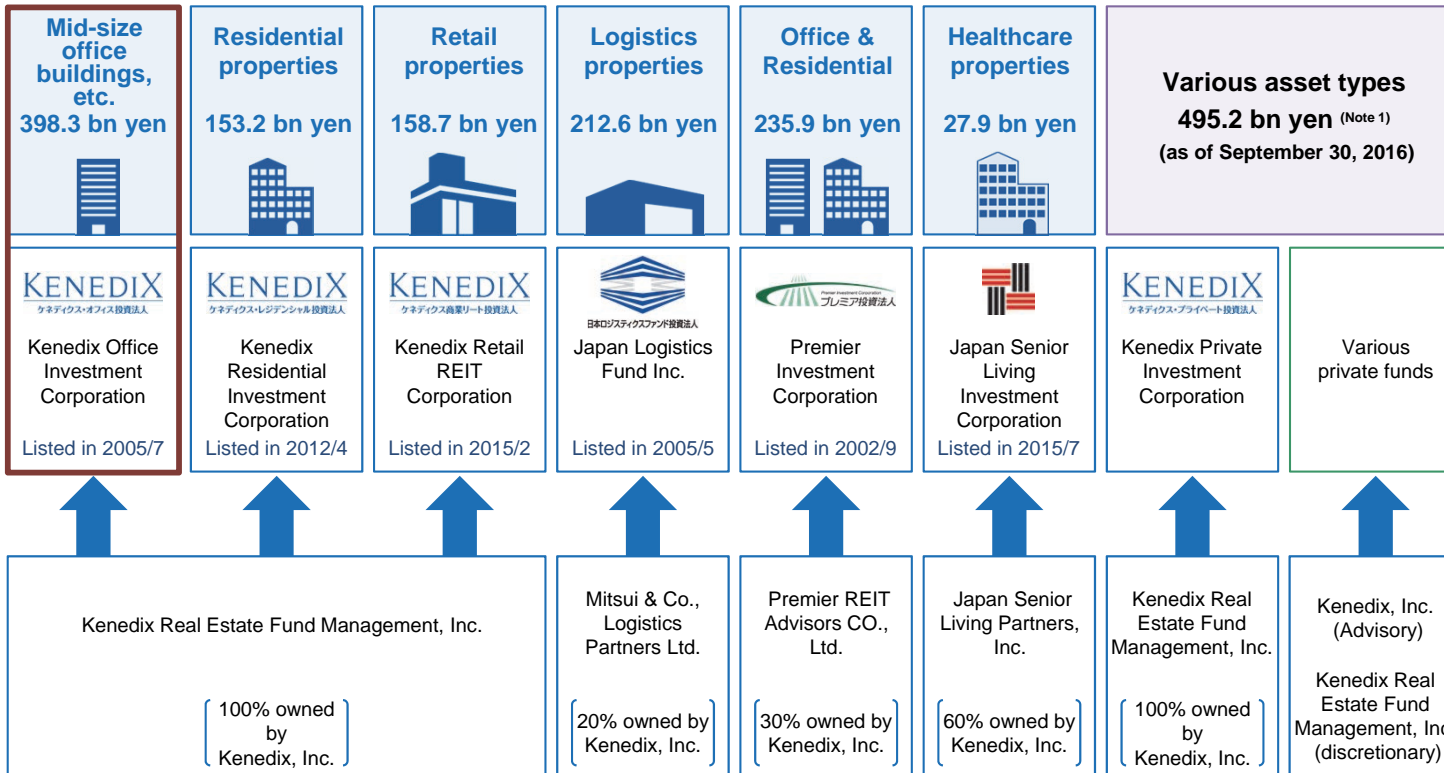 Mid-size
office
buildings,
etc.
398.3 bn yen
Residential
properties
153.2 bn yen
Retail
properties
158.7 bn yen
Logistics
properties
212.6 bn yen
Office &
Residential
235.9 bn yen
Healthcare
properties
27.9 bn yen
Various asset types
495.2 bn yen (Note 1)
(as of September 30, 2016)
KENEDIX
ケネディクス・オフィス投資法人
Kenedix Office
Investment
Corporation
Listed in 2005/7
KENEDIX
ケネディクス・レジデンシャル投資法人
Kenedix
Residential
Investment
Corporation
Listed in 2012/4
KENEDIX
ケネディクス商業リート投資法人
Kenedix Retail
REIT
Corporation
Listed in 2015/2
日本ロジスティクスファンド投資法人
Japan Logistics
Fund Inc.
Listed in 2005/5
Premier Investment Corporation
プレミア投資法人
Premier
Investment
Corporation
Listed in 2002/9
Japan Senior
Living
Investment
Corporation
Listed in 2015/7
KENEDIX
ケネディクス・プライベート投資法人
Kenedix Private
Investment
Corporation
Various
private funds
Kenedix Real Estate Fund Management, Inc.
100% owned
by
Kenedix, Inc.
Mitsui & Co.,
Logistics
Partners Ltd.
20% owned by
Kenedix, Inc.
Premier REIT
Advisors CO.,
Ltd.
30% owned by
Kenedix, Inc.
Japan Senior
Living Partners,
Inc.
60% owned by
Kenedix, Inc.
Kenedix Real
Estate Fund
Management, Inc.
100% owned
by
Kenedix, Inc.
Kenedix, Inc.
(Advisory)
Kenedix Real
Estate Fund
Management, Inc
(discretionary)